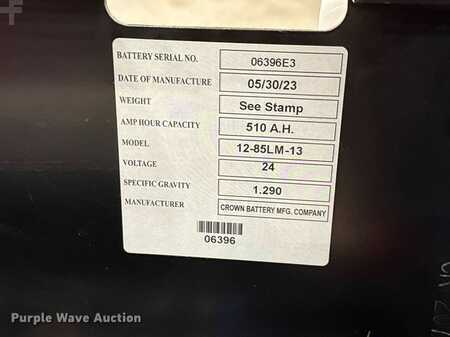 BATTERY SERIAL NO. 06396E3
DATE OF MANUFACTURE 05/30/23
WEIGHT See Stamp
AMP HOUR CAPACITY 510 A.H.
MODEL 12-85LM-13
VOLTAGE 24
SPECIFIC GRAVITY 1.290
MANUFACTURER CROWN BATTERY MFG. COMPANY
06396
Purple Wave Auction